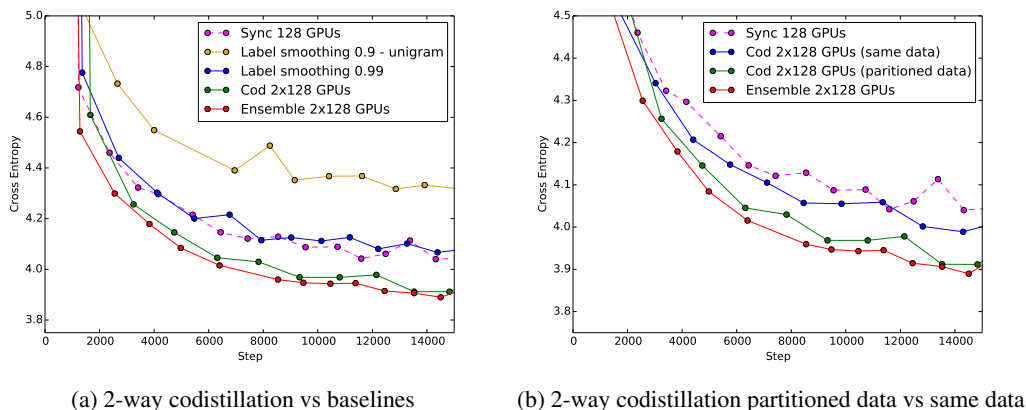 5.0
4.8
4.6
4.4
4.2
4.0
3.8
Cross Entropy
0 2000 4000 6000 8000 10000 12000 14000
Step
Sync 128 GPUs
Label smoothing 0.9 - unigram
Label smoothing 0.99
Cod 2x128 GPUs
Ensemble 2x128 GPUs
(a) 2-way codistillation vs baselines
4.5
4.4
4.3
4.2
4.1
4.0
3.9
3.8
Cross Entropy
0 2000 4000 6000 8000 10000 12000 14000
Step
Sync 128 GPUs
Cod 2x128 GPUs (same data)
Cod 2x128 GPUs (paritioned data)
Ensemble 2x128 GPUs
(b) 2-way codistillation partitioned data vs same data